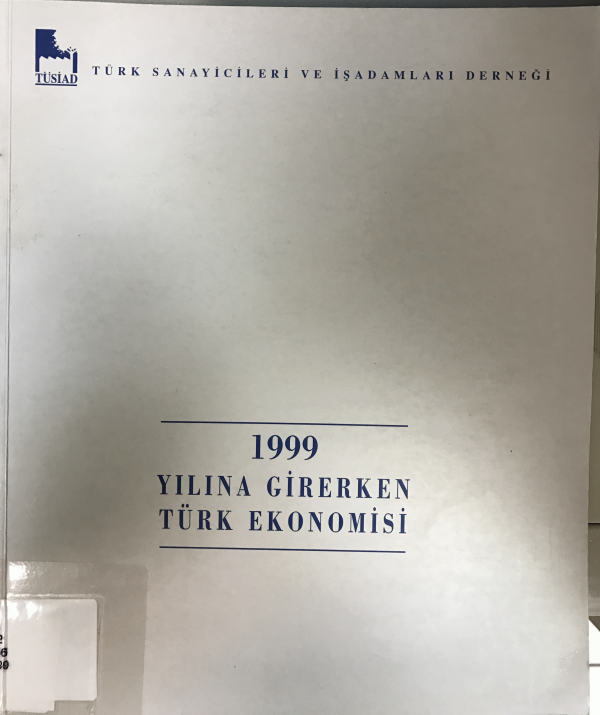 TÜSİAD
TÜRK SANAYİCİLERİ VE İŞADAMLARI DERNEĞİ
1999
YILINA GİRERKEN
TÜRK EKONOMİSİ